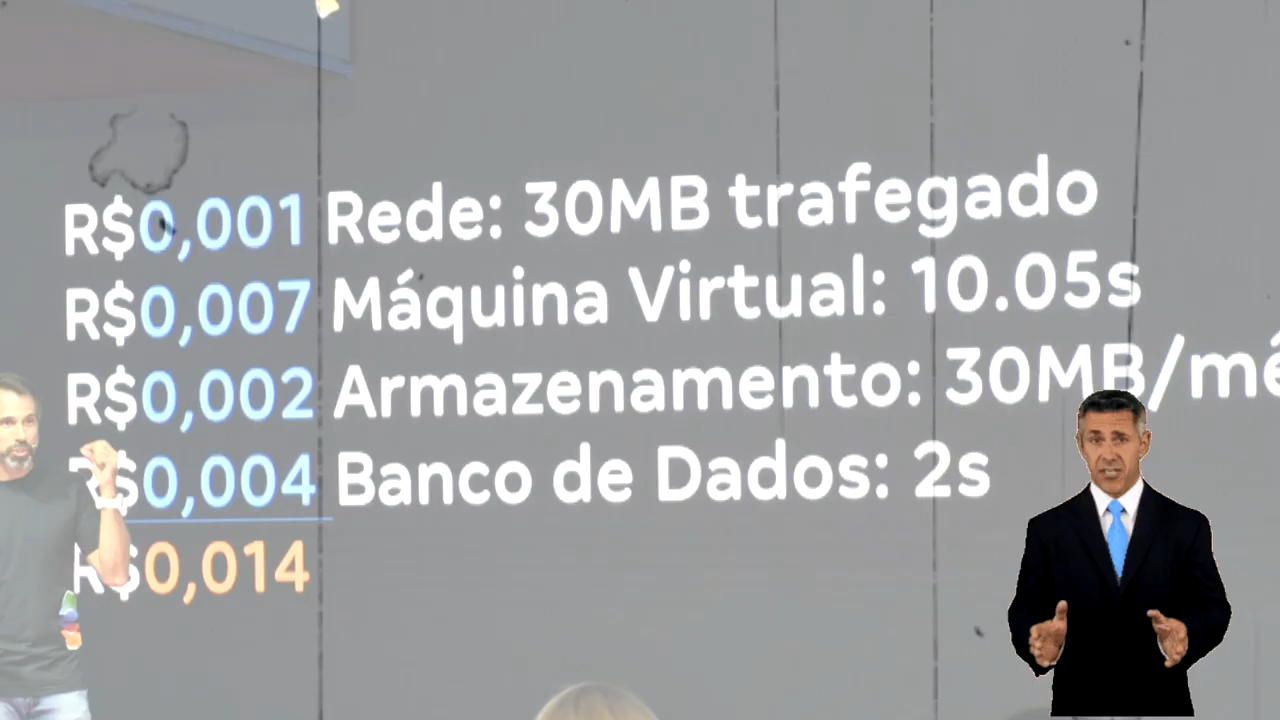 R$0,001 Rede: 30MB trafegado
R$0,007 Máquina Virtual: 10.05s
R$0,002 Armazenamento: 30MB/mê
R$0,004 Banco de Dados: 2s
R$0,014